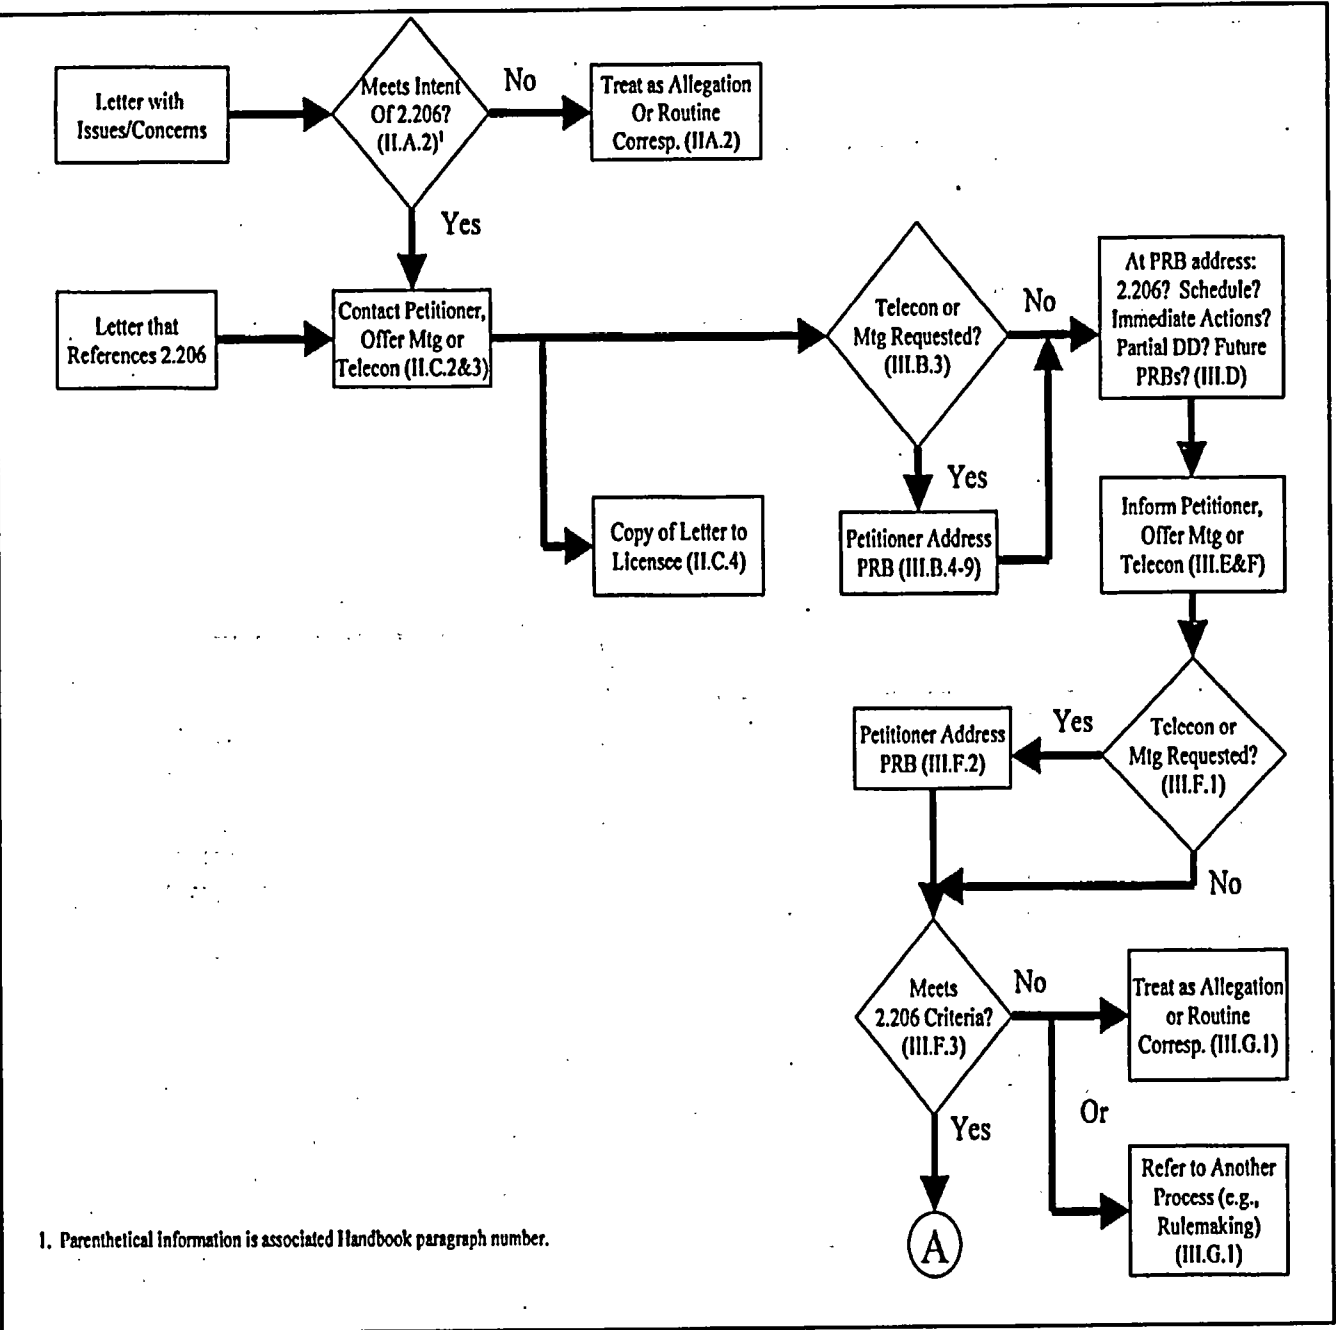 Letter with
Issues/Concerns
Meets Intent
Of 2.206?
(II.A.2)¹
No
Treat as Allegation
Or Routine
Corresp. (IIA.2)
Yes
Letter that
References 2.206
Contact Petitioner,
Offer Mtg or
Telecon (II.C.2&3)
Telecon or
Mtg Requested?
(III.B.3)
No
At PRB address:
2.206? Schedule?
Immediate Actions?
Partial DD? Future
PRBs? (III.D)
Yes
Copy of Letter to
Licensee (II.C.4)
Petitioner Address
PRB (III.B.4-9)
Inform Petitioner,
Offer Mtg or
Telecon (III.E&F)
Petitioner Address
PRB (III.F.2)
Yes
Telecon or
Mtg Requested?
(III.F.1)
No
Meets
2.206 Criteria?
(III.F.3)
No
Treat as Allegation
or Routine
Corresp. (III.G.1)
Or
Yes
Refer to Another
Process (e.g.,
Rulemaking)
(III.G.1)
A
1. Parenthetical Information is associated Handbook paragraph number.